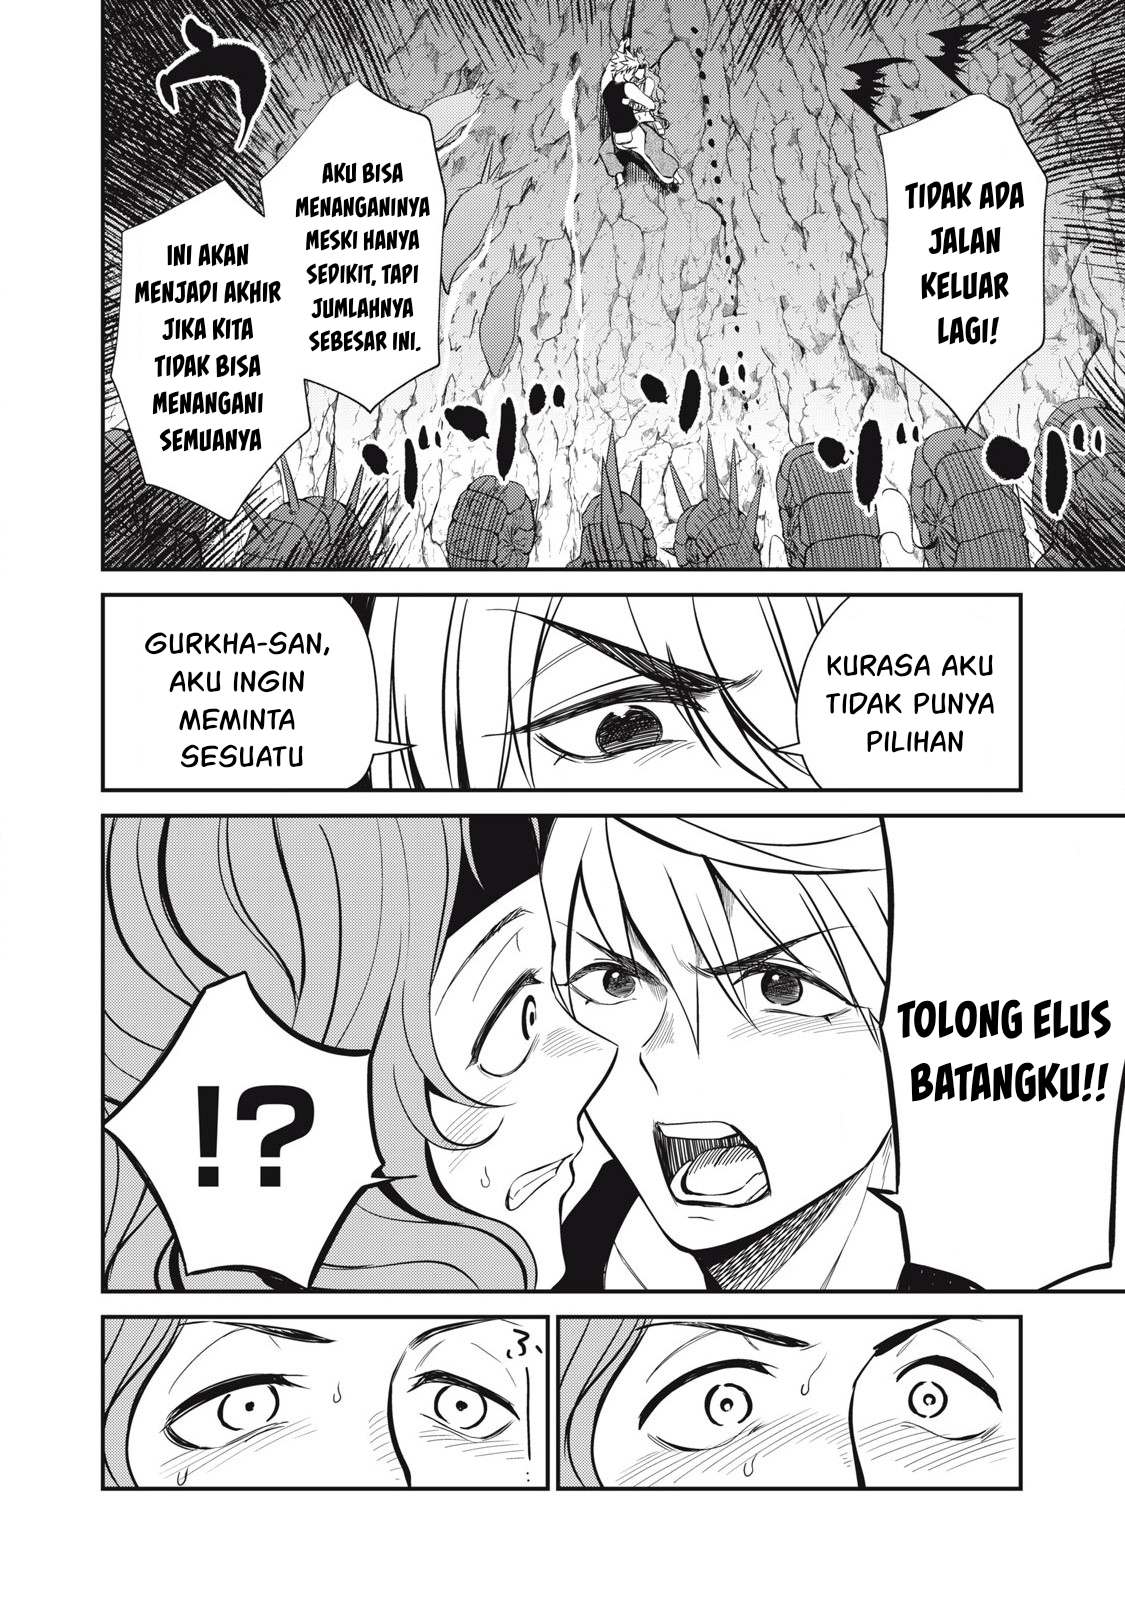 TIDAK ADA
JALAN
KELUAR
LAGI!
AKU BISA
MENANGANINYA
MESKI HANYA
SEDIKIT, TAPI
JUMLAHNYA
SEBESAR INI.
INI AKAN
MENJADI AKHIR
JIKA KITA
TIDAK BISA
MENANGANI
SEMUANYA
KURASA AKU
TIDAK PUNYA
PILIHAN
GURKHA-SAN,
AKU INGIN
MEMINTA
SESUATU
TOLONG ELUS
BATANGKU!!
!?
ふ、